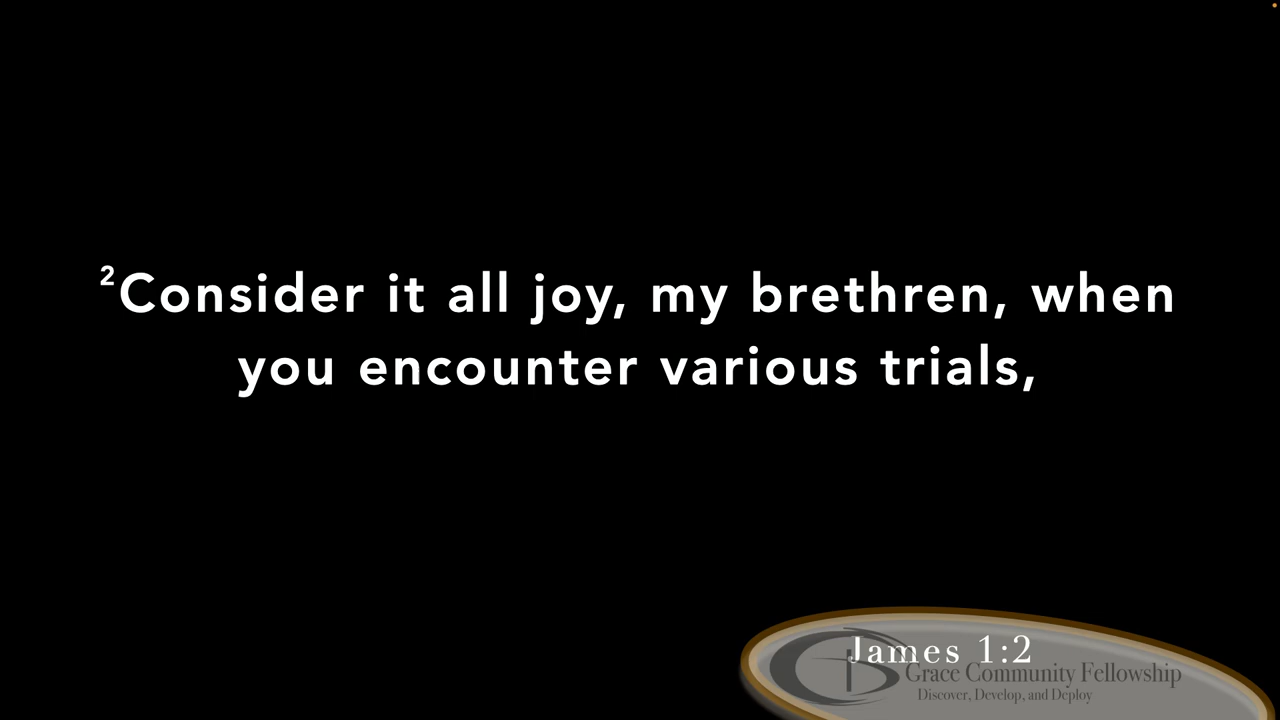 ²Consider it all joy, my brethren, when
you encounter various trials,
James 1:2
Grace Community Fellowship
Discover, Develop, and Deploy